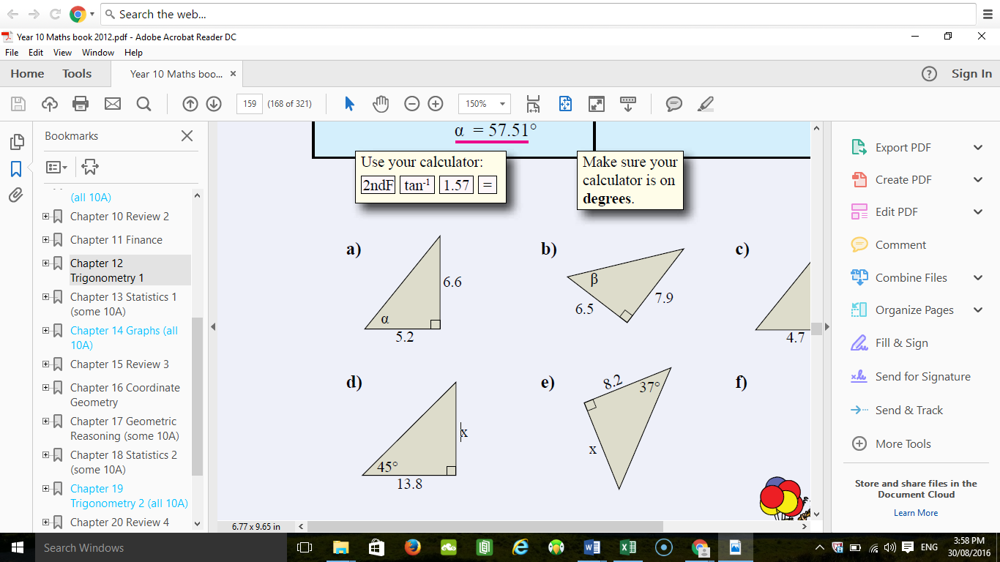 Search the web...
Year 10 Maths book 2012.pdf - Adobe Acrobat Reader DC
File Edit View Window Help
Home Tools Year 10 Maths boo... × ? Sign In
159 (168 of 321) 150%
Bookmarks
(all 10A)
Chapter 10 Review 2
Chapter 11 Finance
Chapter 12
Trigonometry 1
Chapter 13 Statistics 1
(some 10A)
Chapter 14 Graphs (all
10A)
Chapter 15 Review 3
Chapter 16 Coordinate
Geometry
Chapter 17 Geometric
Reasoning (some 10A)
Chapter 18 Statistics 2
(some 10A)
Chapter 19
Trigonometry 2 (all 10A)
Chapter 20 Review 4
α = 57.51°
Use your calculator:
2ndF tan⁻¹ 1.57 =
Make sure your
calculator is on
degrees.
a) α 6.6 5.2
b) β 6.5 7.9
c) 4.7
d) 45° x 13.8
e) 8.2 37° x
f)
6.77 x 9.65 in
Export PDF
Create PDF
Edit PDF
Comment
Combine Files
Organize Pages
Fill & Sign
Send for Signature
Send & Track
More Tools
Store and share files in the
Document Cloud
Learn More
Search Windows
ENG
3:58 PM
30/08/2016